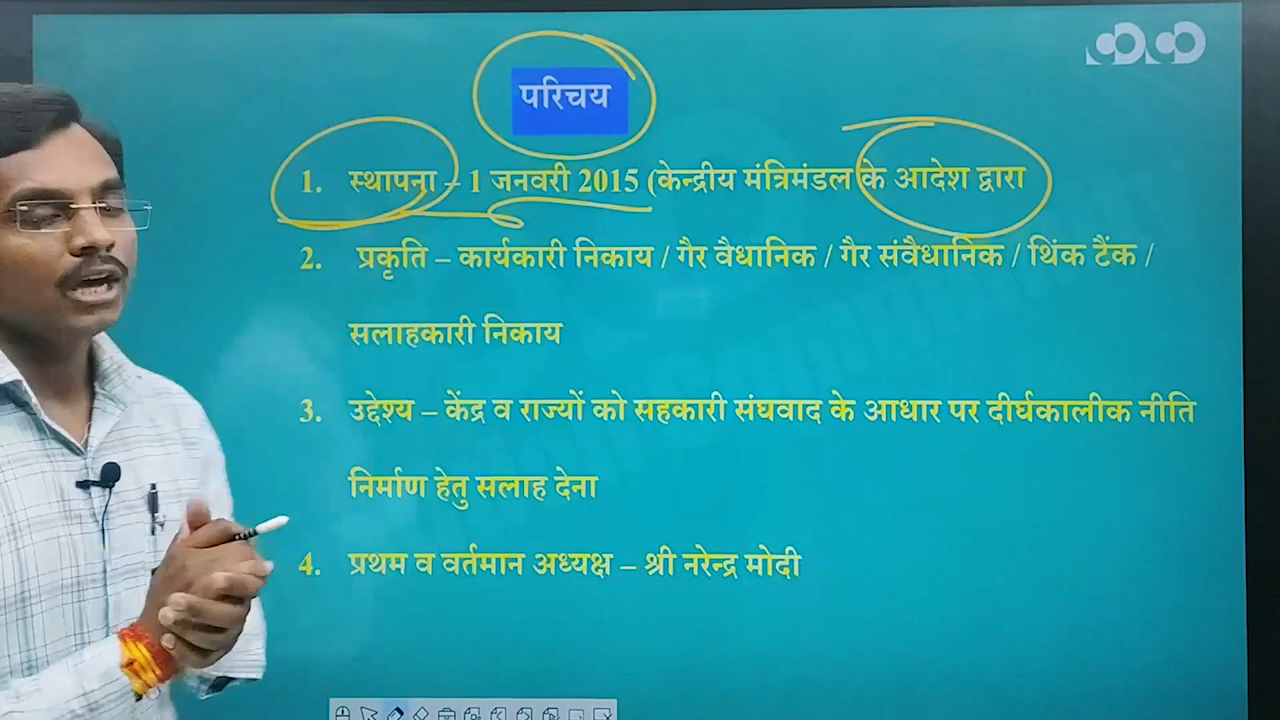 परिचय
1. स्थापना – 1 जनवरी 2015 (केन्द्रीय मंत्रिमंडल के आदेश द्वारा
2. प्रकृति – कार्यकारी निकाय / गैर वैधानिक / गैर संवैधानिक / थिंक टैंक /
सलाहकारी निकाय
3. उद्देश्य – केंद्र व राज्यों को सहकारी संघवाद के आधार पर दीर्घकालीक नीति
निर्माण हेतु सलाह देना
4. प्रथम व वर्तमान अध्यक्ष – श्री नरेन्द्र मोदी